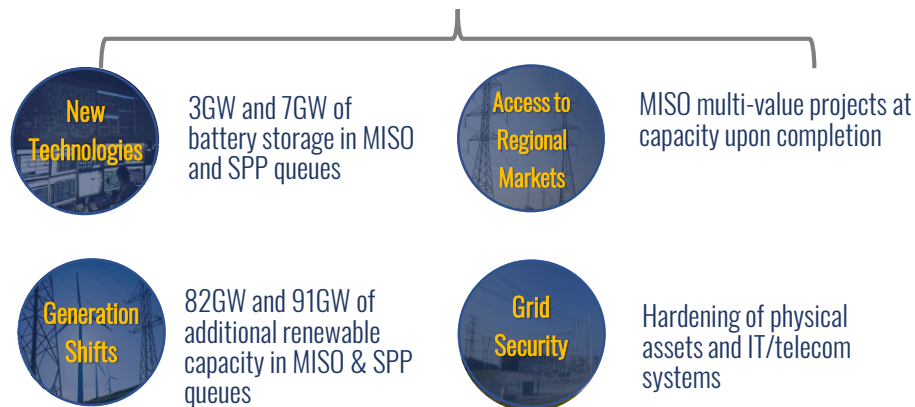 New
Technologies
3GW and 7GW of
battery storage in MISO
and SPP queues
Access to
Regional
Markets
MISO multi-value projects at
capacity upon completion
Generation
Shifts
82GW and 91GW of
additional renewable
capacity in MISO & SPP
queues
Grid
Security
Hardening of physical
assets and IT/telecom
systems